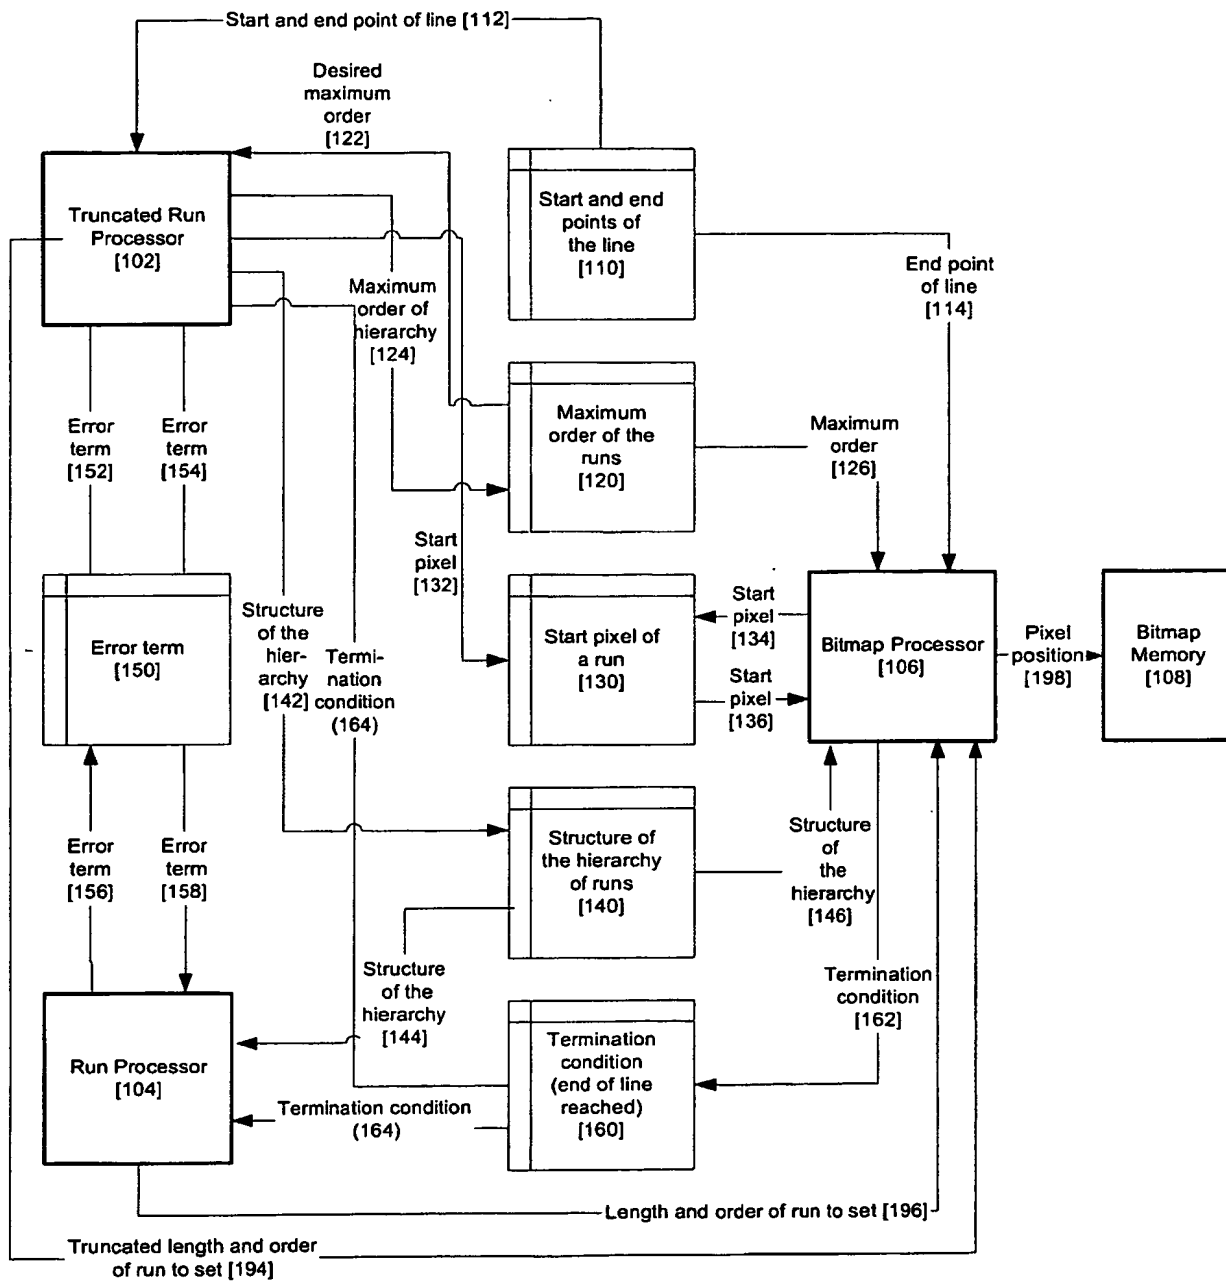 Start and end point of line [112]
Desired
maximum
order
[122]
Truncated Run
Processor
[102]
Start and end
points of
the line
[110]
End point
of line
[114]
Maximum
order of
hierarchy
[124]
Error
term
[152]
Error
term
[154]
Maximum
order of the
runs
[120]
Maximum
order
[126]
Start
pixel
[132]
Error term
[150]
Structure
of the
hier-
archy
[142]
Termi-
nation
condition
(164)
Start pixel of
a run
[130]
Start
pixel
[134]
Start
pixel
[136]
Bitmap Processor
[106]
Pixel
position
[198]
Bitmap
Memory
[108]
Error
term
[156]
Error
term
[158]
Structure of
the hierarchy
of runs
[140]
Structure
of
the
hierarchy
[146]
Structure
of the
hierarchy
[144]
Termination
condition
[162]
Run Processor
[104]
Termination
condition
(end of line
reached)
[160]
Termination condition
(164)
Length and order of run to set [196]
Truncated length and order
of run to set [194]